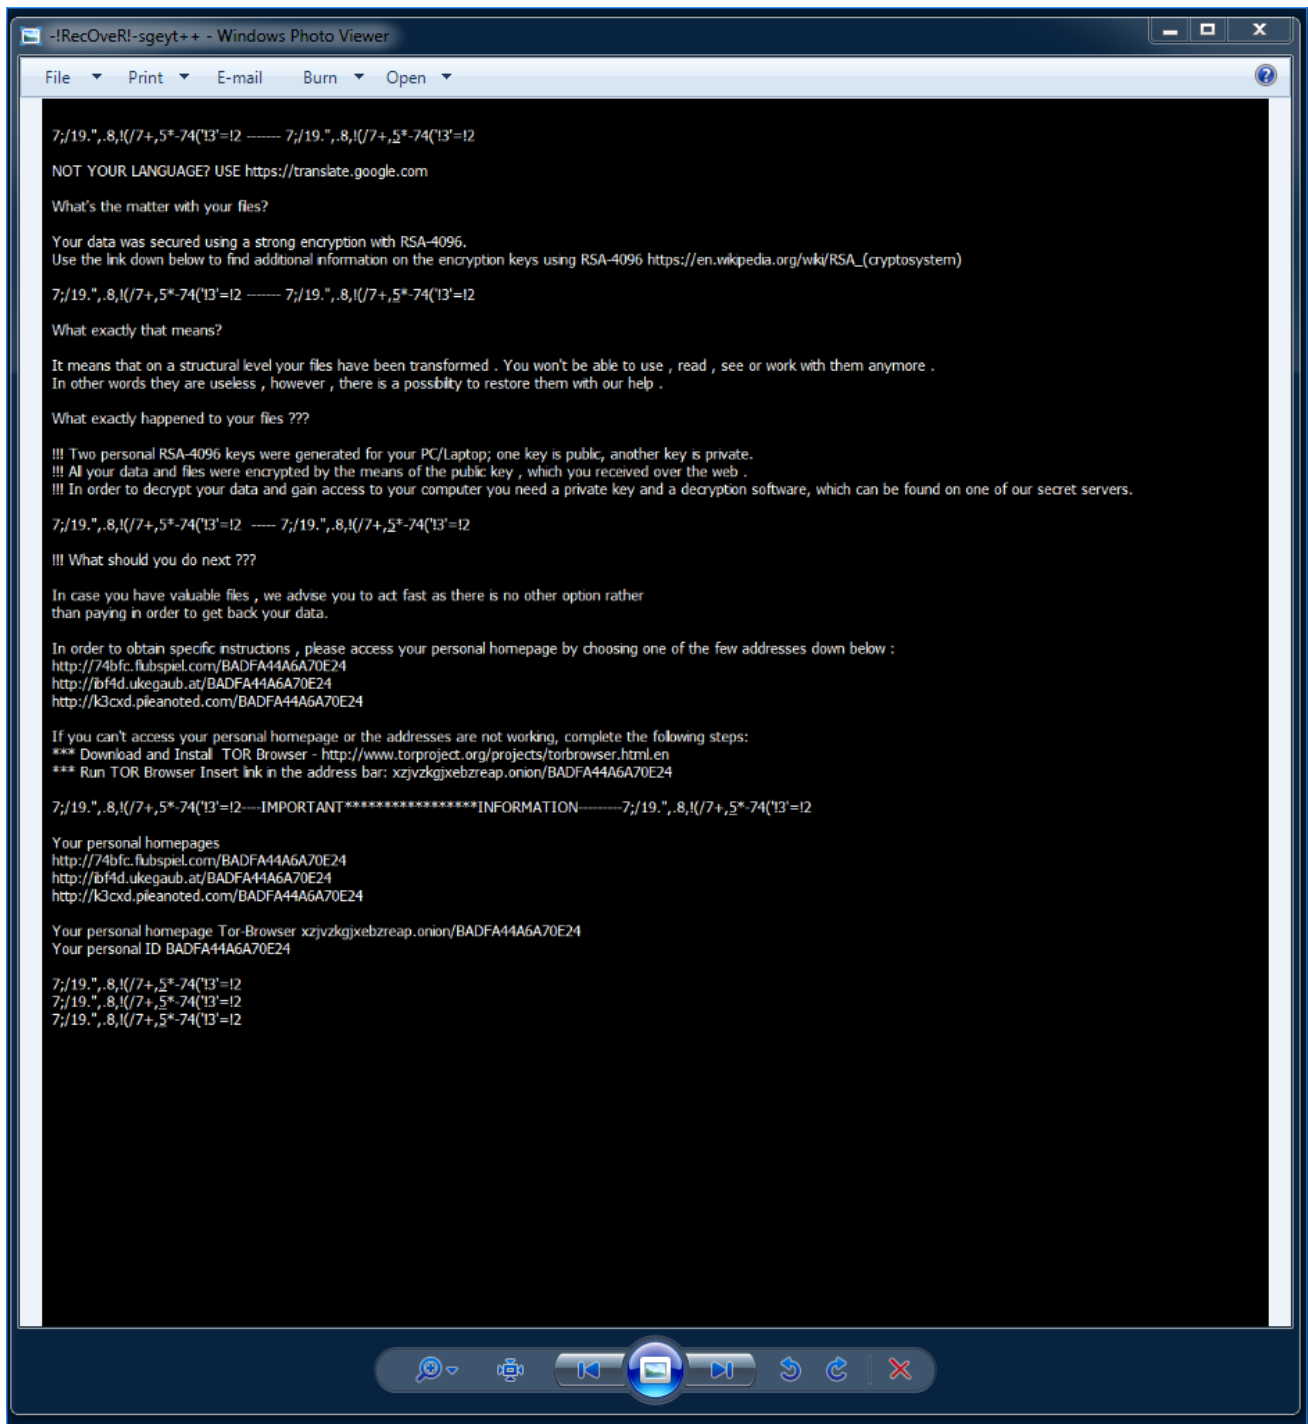 -!RecOveR!-sgeyt++ - Windows Photo Viewer
File Print E-mail Burn Open
7;/19.",.8,!(/7+,5*-74('!3'=!2 ------- 7;/19.",.8,!(/7+,5*-74('!3'=!2
NOT YOUR LANGUAGE? USE https://translate.google.com
What's the matter with your files?
Your data was secured using a strong encryption with RSA-4096.
Use the link down below to find additional information on the encryption keys using RSA-4096 https://en.wikipedia.org/wiki/RSA_(cryptosystem)
7;/19.",.8,!(/7+,5*-74('!3'=!2 ------- 7;/19.",.8,!(/7+,5*-74('!3'=!2
What exactly that means?
It means that on a structural level your files have been transformed . You won't be able to use , read , see or work with them anymore .
In other words they are useless , however , there is a possibility to restore them with our help .
What exactly happened to your files ???
!!! Two personal RSA-4096 keys were generated for your PC/Laptop; one key is public, another key is private.
!!! All your data and files were encrypted by the means of the public key , which you received over the web .
!!! In order to decrypt your data and gain access to your computer you need a private key and a decryption software, which can be found on one of our secret servers.
7;/19.",.8,!(/7+,5*-74('!3'=!2 ----- 7;/19.",.8,!(/7+,5*-74('!3'=!2
!!! What should you do next ???
In case you have valuable files , we advise you to act fast as there is no other option rather
than paying in order to get back your data.
In order to obtain specific instructions , please access your personal homepage by choosing one of the few addresses down below :
http://74bfc.flubspiel.com/BADFA44A6A70E24
http://ibf4d.ukegaub.at/BADFA44A6A70E24
http://k3cxd.pileanoted.com/BADFA44A6A70E24
If you can't access your personal homepage or the addresses are not working, complete the following steps:
*** Download and Install TOR Browser - http://www.torproject.org/projects/torbrowser.html.en
*** Run TOR Browser Insert link in the address bar: xzjvzkgjxebzreap.onion/BADFA44A6A70E24
7;/19.",.8,!(/7+,5*-74('!3'=!2----IMPORTANT*****************INFORMATION---------7;/19.",.8,!(/7+,5*-74('!3'=!2
Your personal homepages
http://74bfc.flubspiel.com/BADFA44A6A70E24
http://ibf4d.ukegaub.at/BADFA44A6A70E24
http://k3cxd.pileanoted.com/BADFA44A6A70E24
Your personal homepage Tor-Browser xzjvzkgjxebzreap.onion/BADFA44A6A70E24
Your personal ID BADFA44A6A70E24
7;/19.",.8,!(/7+,5*-74('!3'=!2
7;/19.",.8,!(/7+,5*-74('!3'=!2
7;/19.",.8,!(/7+,5*-74('!3'=!2